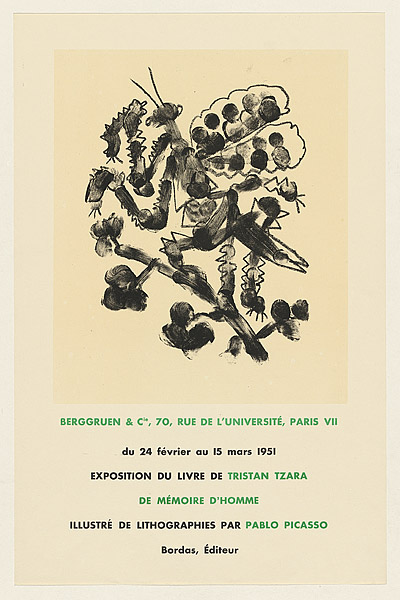 BERGGRUEN & Cie, 70, RUE DE L'UNIVERSITÉ, PARIS VII
du 24 février au 15 mars 1951
EXPOSITION DU LIVRE DE TRISTAN TZARA
DE MÉMOIRE D'HOMME
ILLUSTRÉ DE LITHOGRAPHIES PAR PABLO PICASSO
Bordas, Éditeur